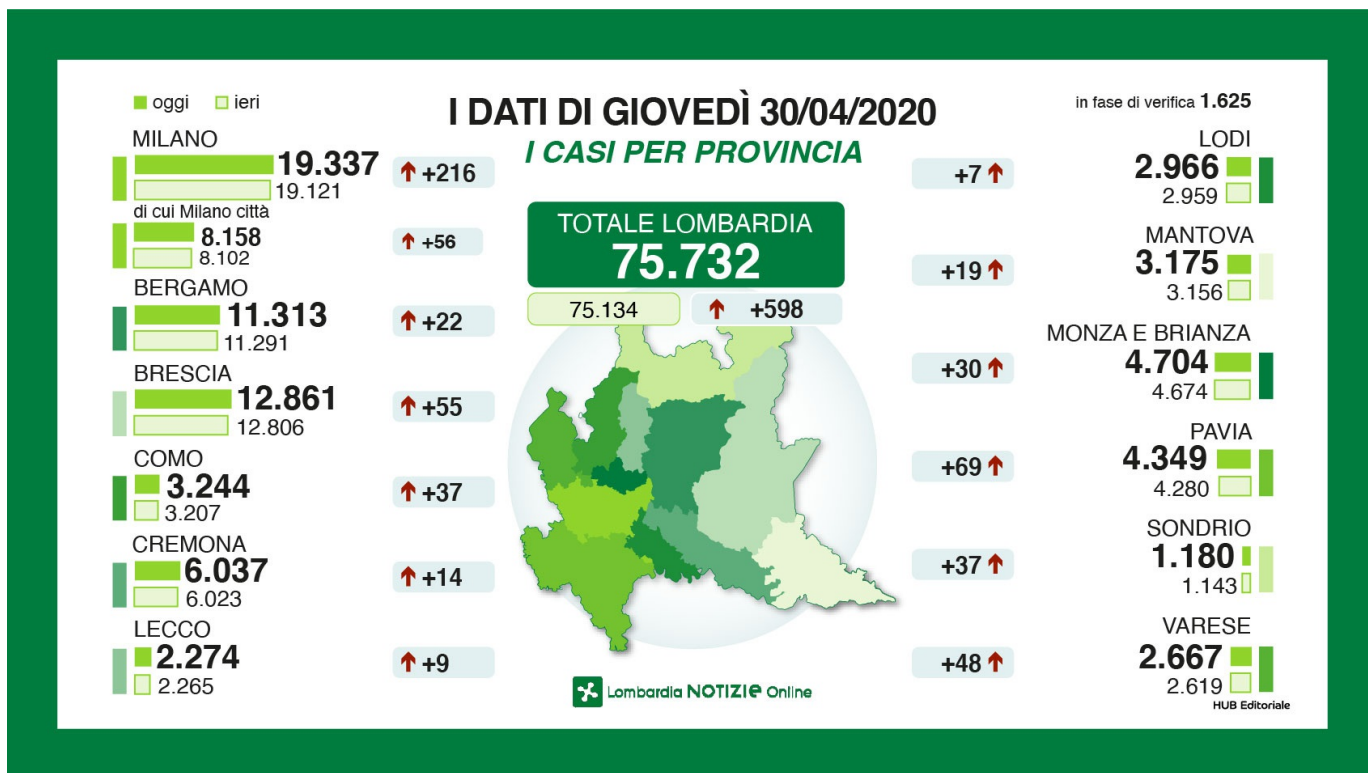 oggi ieri
I DATI DI GIOVEDÌ 30/04/2020
I CASI PER PROVINCIA
in fase di verifica 1.625
MILANO
19.337
19.121
+216
di cui Milano città
8.158
8.102
+56
BERGAMO
11.313
11.291
+22
BRESCIA
12.861
12.806
+55
COMO
3.244
3.207
+37
CREMONA
6.037
6.023
+14
LECCO
2.274
2.265
+9
TOTALE LOMBARDIA
75.732
75.134
+598
LODI
+7
2.966
2.959
MANTOVA
+19
3.175
3.156
MONZA E BRIANZA
+30
4.704
4.674
PAVIA
+69
4.349
4.280
SONDRIO
+37
1.180
1.143
VARESE
+48
2.667
2.619
Lombardia NOTIZIE Online
HUB Editoriale